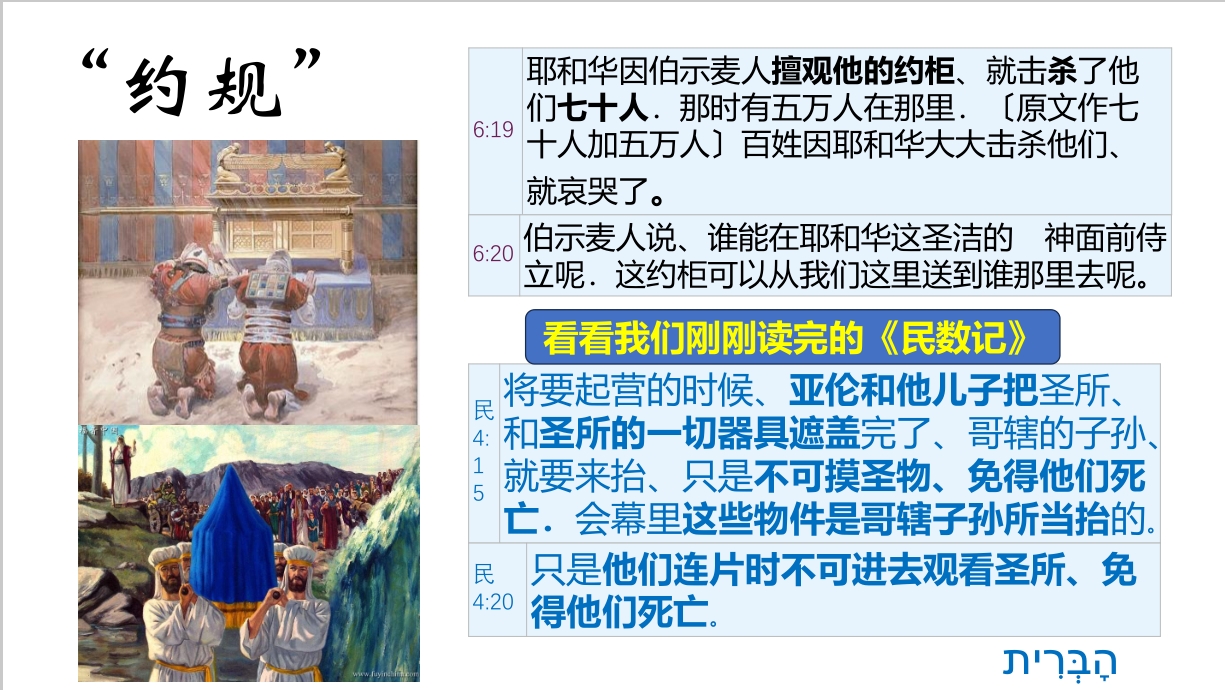 “约规”
6:19
耶和华因伯示麦人擅观他的约柜、就击杀了他
们七十人．那时有五万人在那里．〔原文作七
十人加五万人〕百姓因耶和华大大击杀他们、
就哀哭了。
6:20
伯示麦人说、谁能在耶和华这圣洁的　神面前侍
立呢．这约柜可以从我们这里送到谁那里去呢。
看看我们刚刚读完的《民数记》
民
4:
1
5
将要起营的时候、亚伦和他儿子把圣所、
和圣所的一切器具遮盖完了、哥辖的子孙、
就要来抬、只是不可摸圣物、免得他们死
亡．会幕里这些物件是哥辖子孙所当抬的。
民
4:20
只是他们连片时不可进去观看圣所、免
得他们死亡。
הָבְּרִית